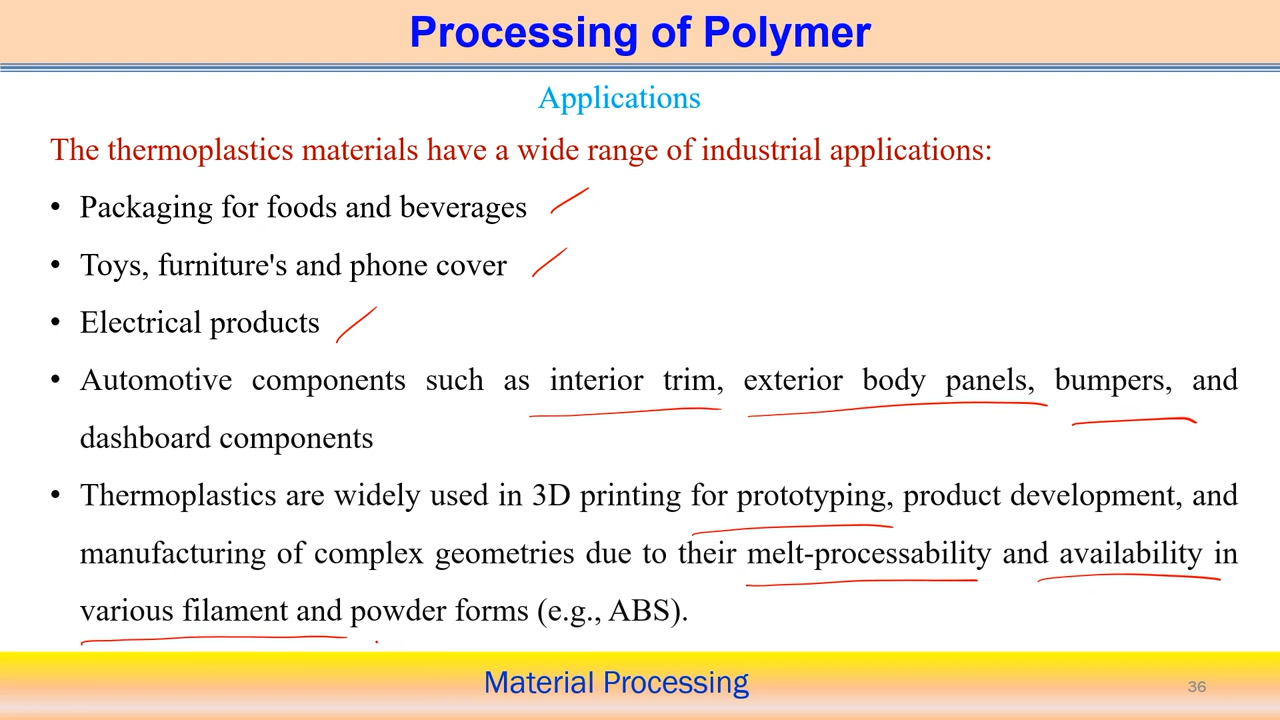 Processing of Polymer
Applications
The thermoplastics materials have a wide range of industrial applications:
• Packaging for foods and beverages
• Toys, furniture's and phone cover
• Electrical products
• Automotive components such as interior trim, exterior body panels, bumpers, and
dashboard components
• Thermoplastics are widely used in 3D printing for prototyping, product development, and
manufacturing of complex geometries due to their melt-processability and availability in
various filament and powder forms (e.g., ABS).
Material Processing
36